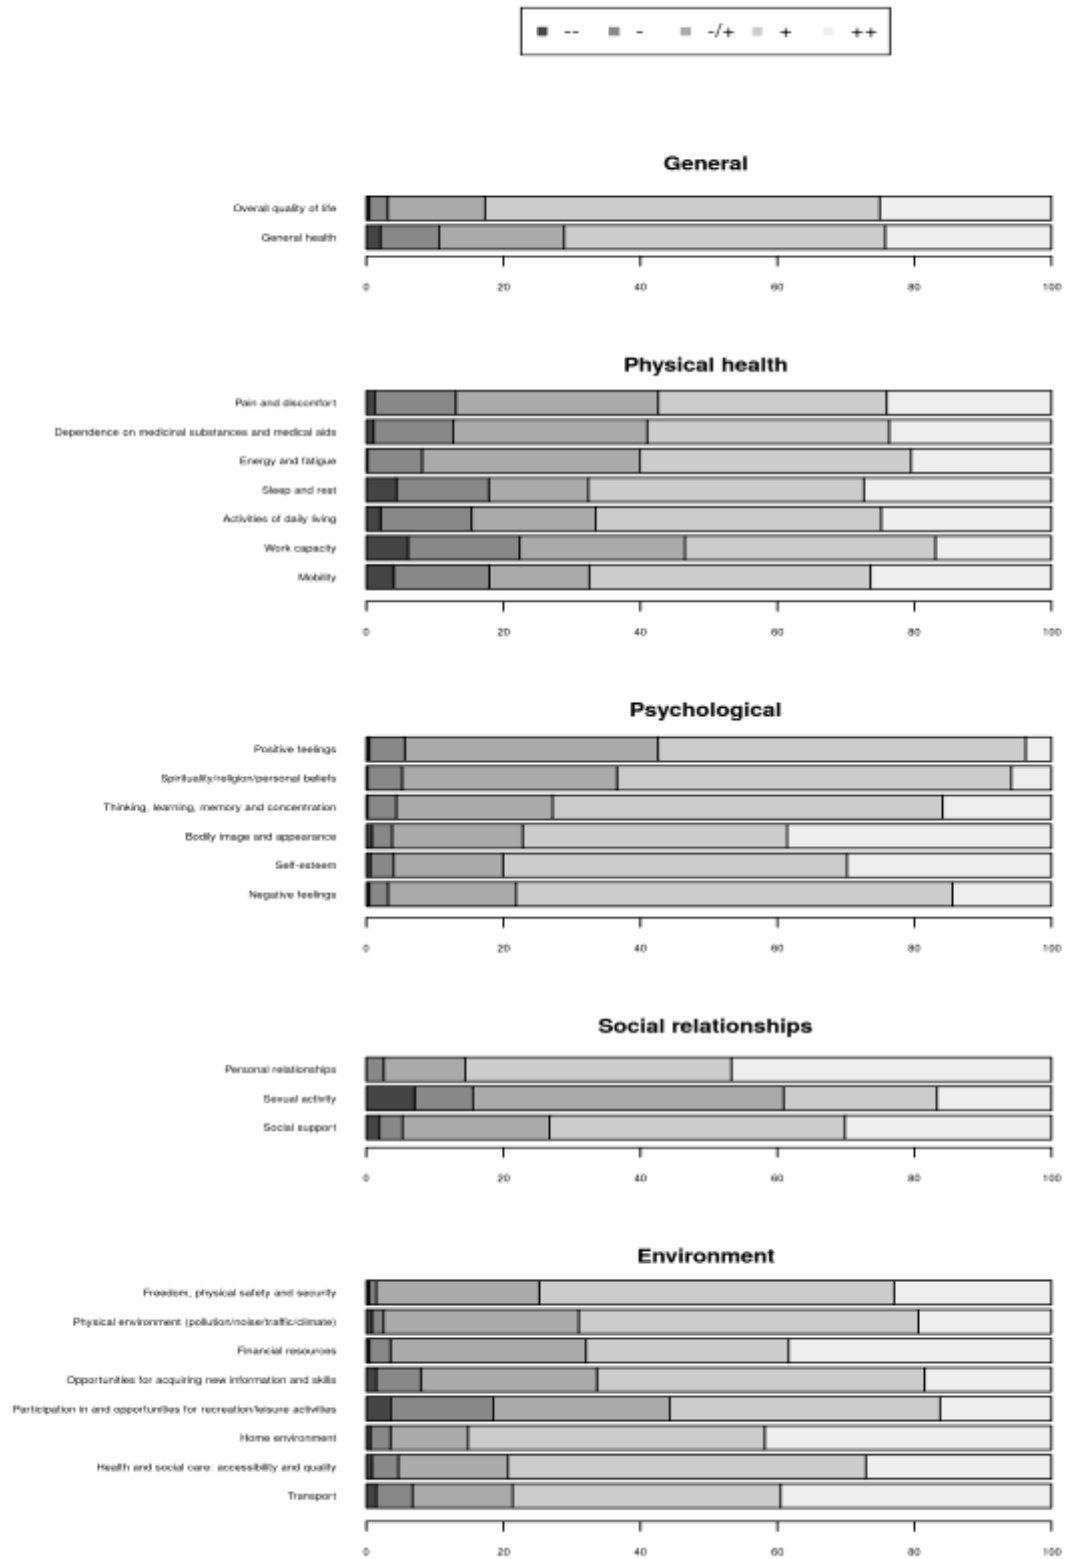 -- - -/+ + ++
General
Overall quality of life
General health
0 20 40 60 80 100
Physical health
Pain and discomfort
Dependence on medicinal substances and medical aids
Energy and fatigue
Sleep and rest
Activities of daily living
Work capacity
Mobility
0 20 40 60 80 100
Psychological
Positive feelings
Spirituality/religion/personal beliefs
Thinking, learning, memory and concentration
Bodily image and appearance
Self-esteem
Negative feelings
0 20 40 60 80 100
Social relationships
Personal relationships
Sexual activity
Social support
0 20 40 60 80 100
Environment
Freedom, physical safety and security
Physical environment (pollution/noise/traffic/climate)
Financial resources
Opportunities for acquiring new information and skills
Participation in and opportunities for recreation/leisure activities
Home environment
Health and social care: accessibility and quality
Transport
0 20 40 60 80 100